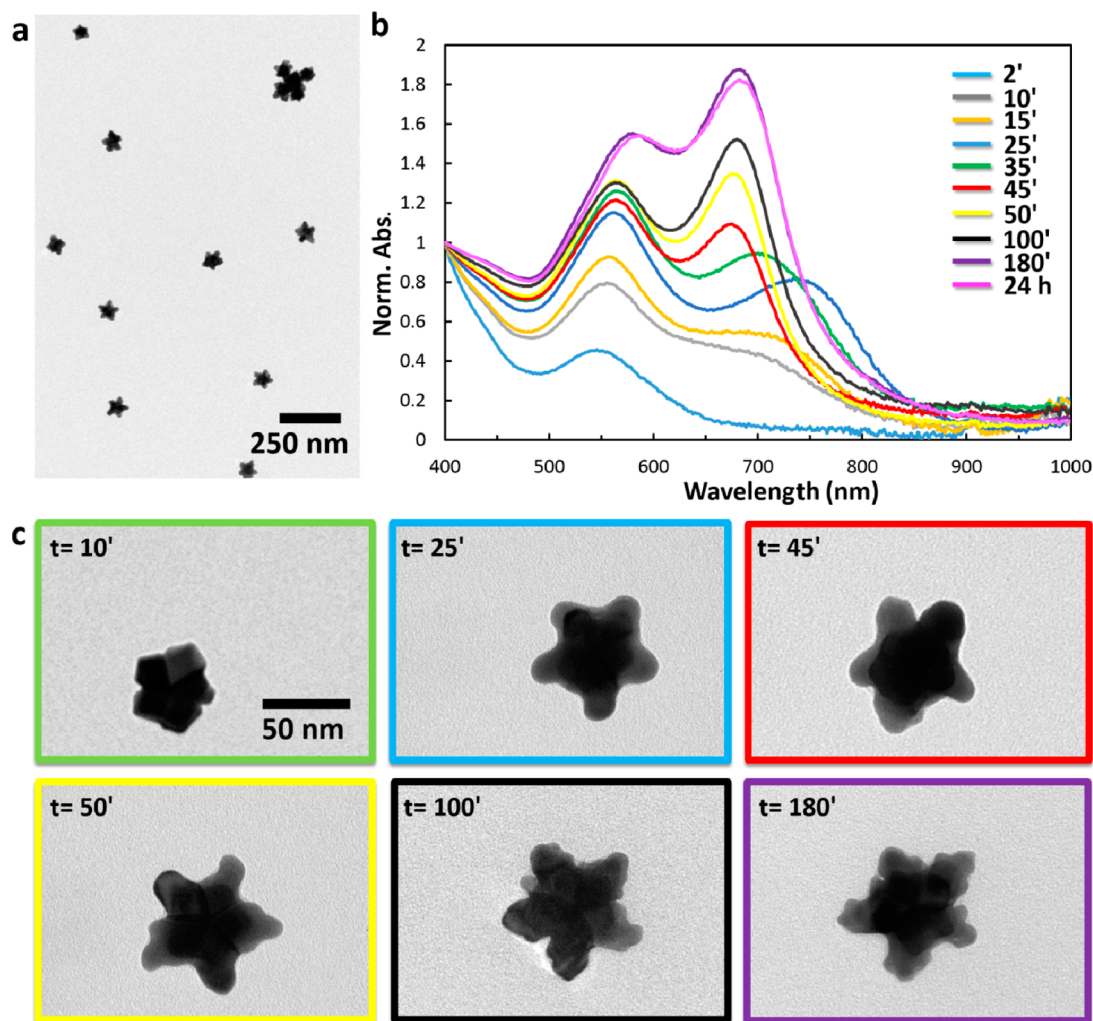 a
250 nm
b
2
1.8
1.6
1.4
1.2
1
0.8
0.6
0.4
0.2
0
Norm. Abs.
400
500
600
700
800
900
1000
Wavelength (nm)
2'
10'
15'
25'
35'
45'
50'
100'
180'
24 h
c
t= 10'
50 nm
t= 25'
t= 45'
t= 50'
t= 100'
t= 180'